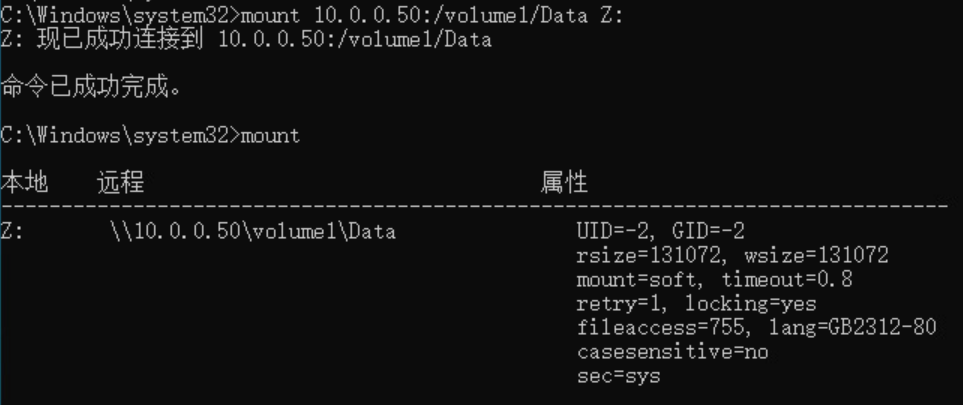 C:\Windows\system32>mount 10.0.0.50:/volume1/Data Z:
Z: 现已成功连接到 10.0.0.50:/volume1/Data
命令已成功完成。
C:\Windows\system32>mount
本地 远程 属性
-------------------------------------------------------------------------------
Z: \\10.0.0.50\volume1\Data UID=-2, GID=-2
rsize=131072, wsize=131072
mount=soft, timeout=0.8
retry=1, locking=yes
fileaccess=755, lang=GB2312-80
casesensitive=no
sec=sys